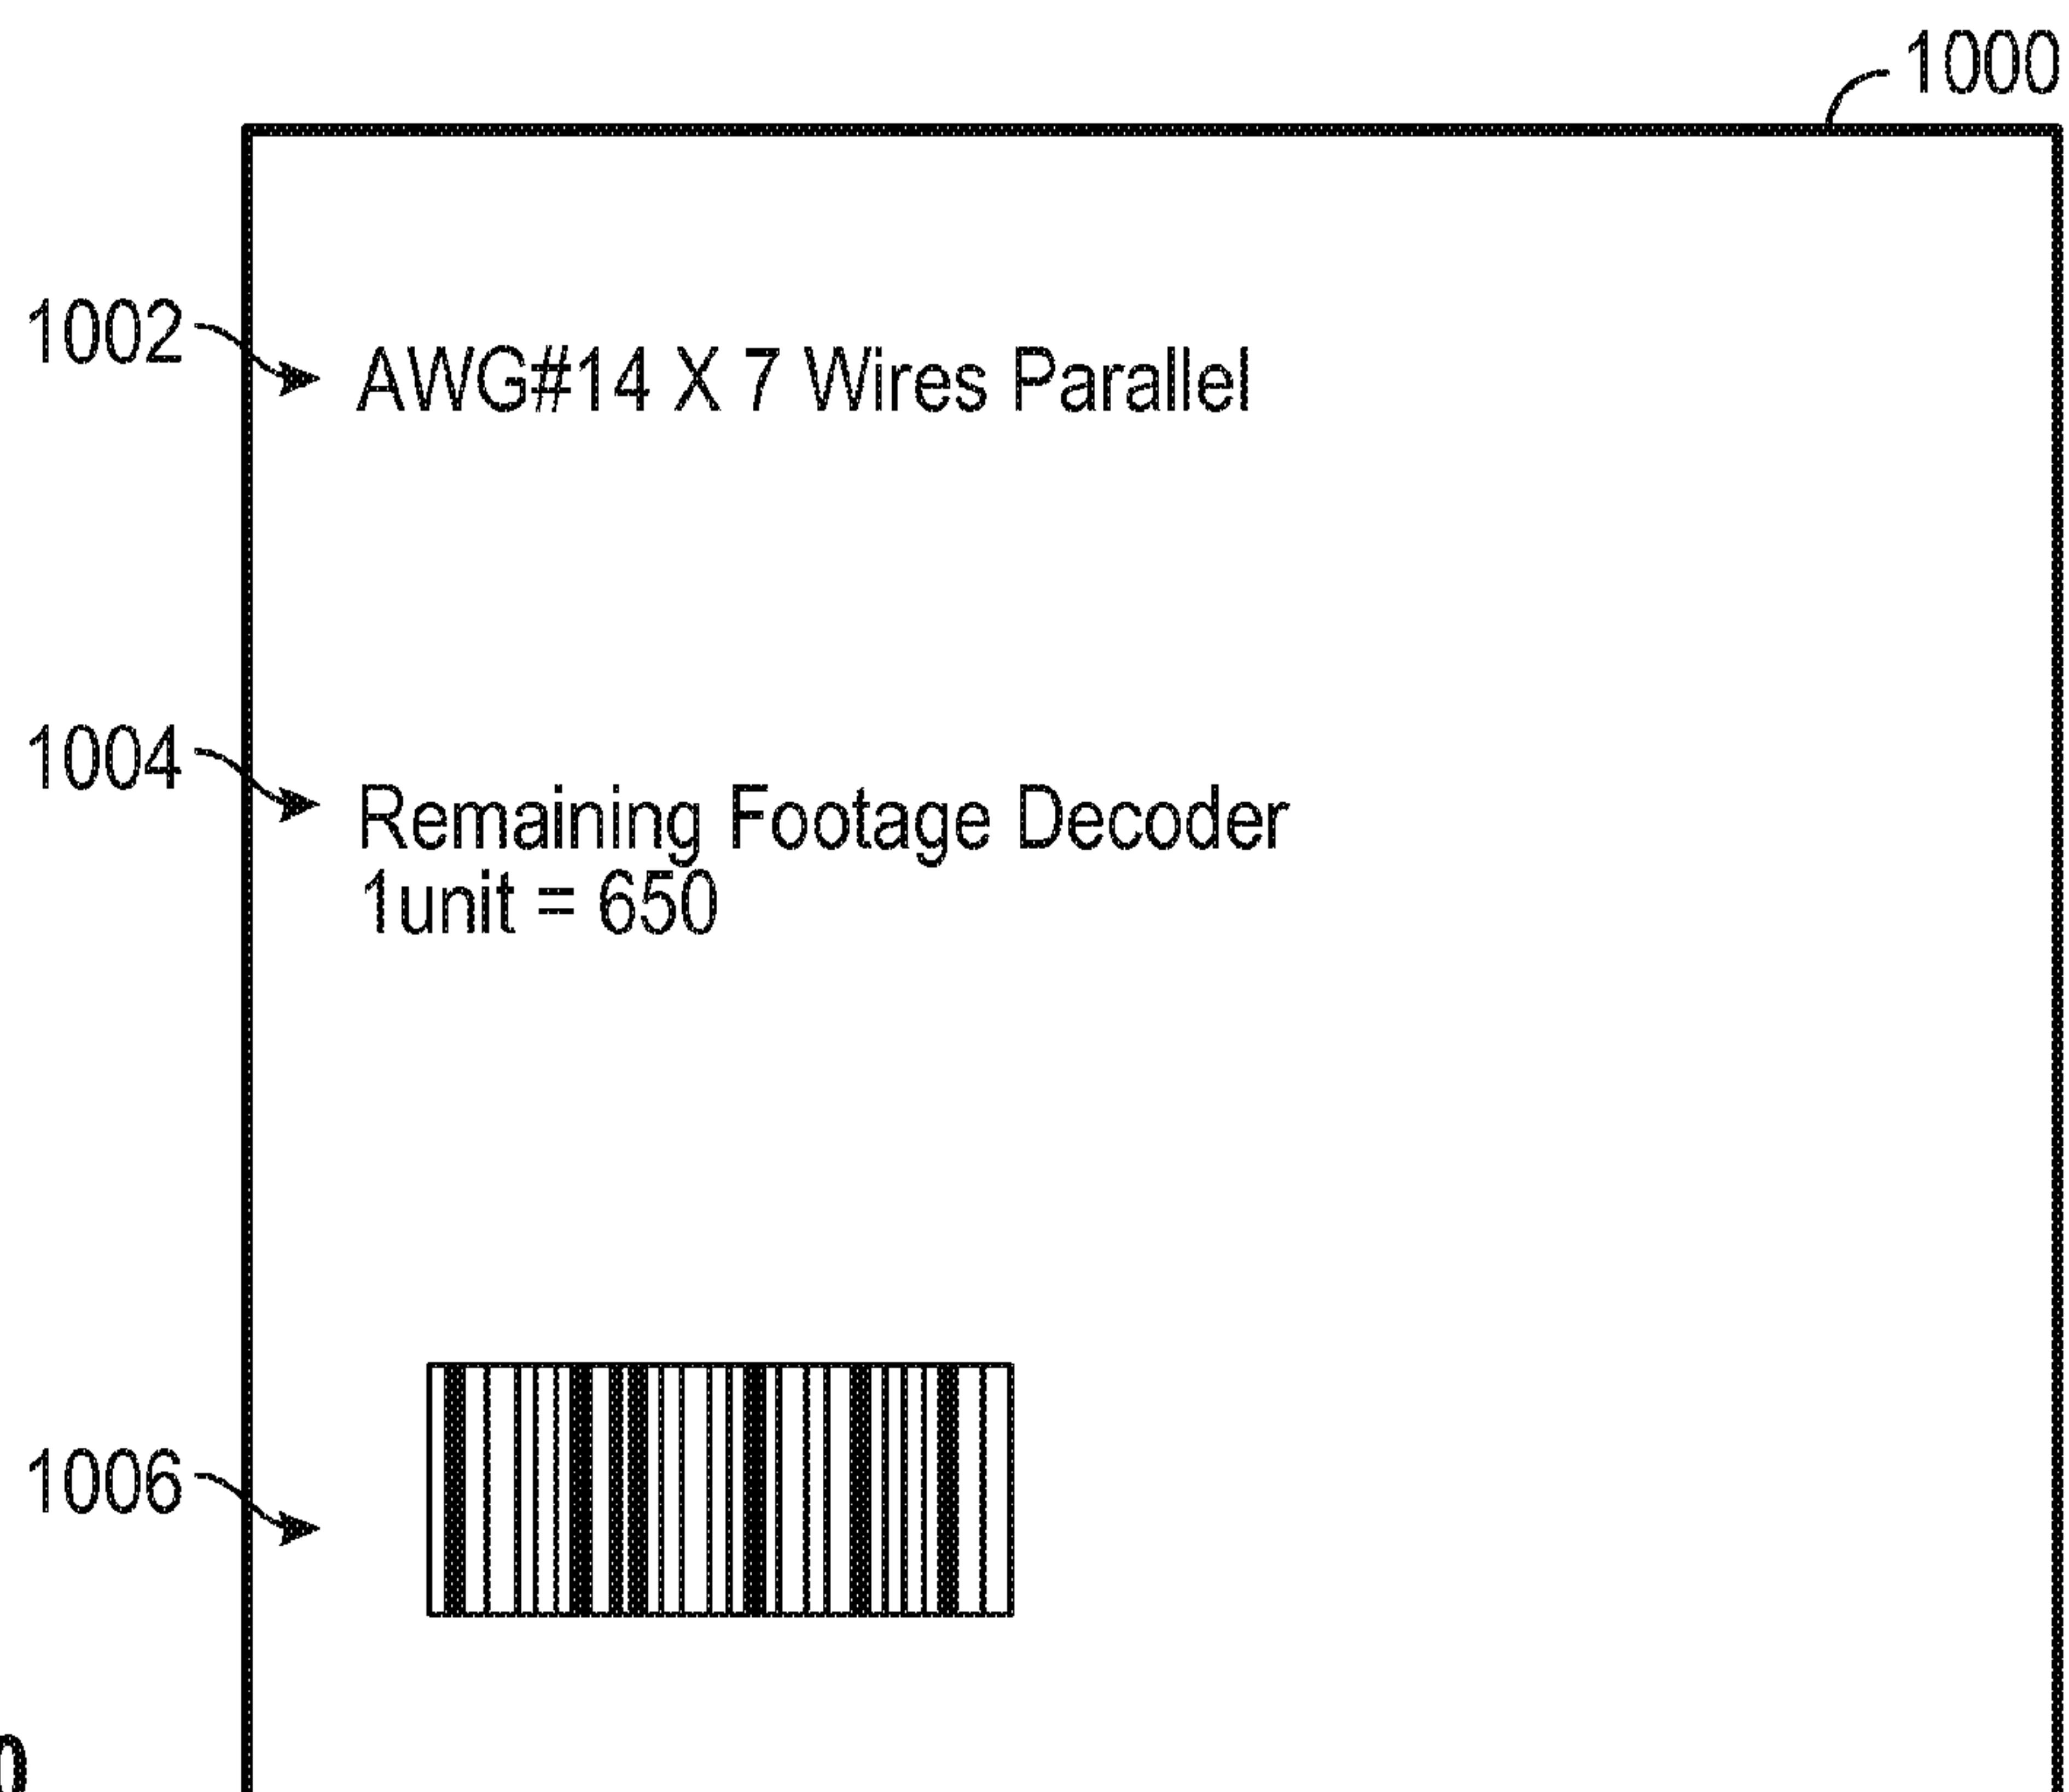 1000
1002
AWG#14 X 7 Wires Parallel
1004
Remaining Footage Decoder
1unit = 650
1006